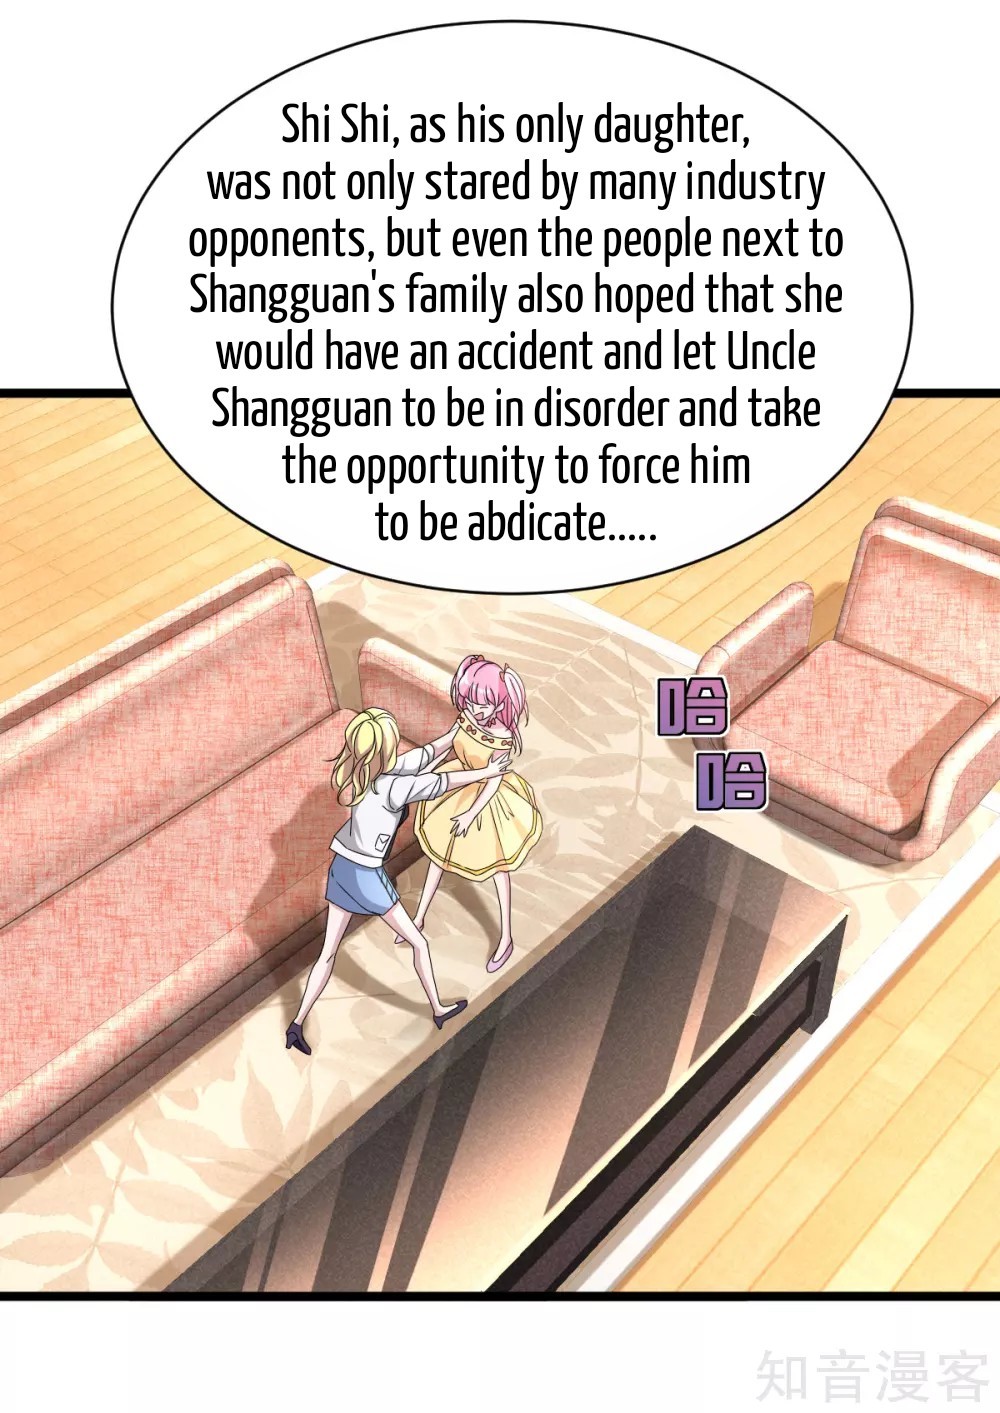 Shi Shi, as his only daughter,
was not only stared by many industry
opponents, but even the people next to
Shangguan's family also hoped that she
would have an accident and let Uncle
Shangguan to be in disorder and take
the opportunity to force him
to be abdicate.....
哈
哈
知音漫客